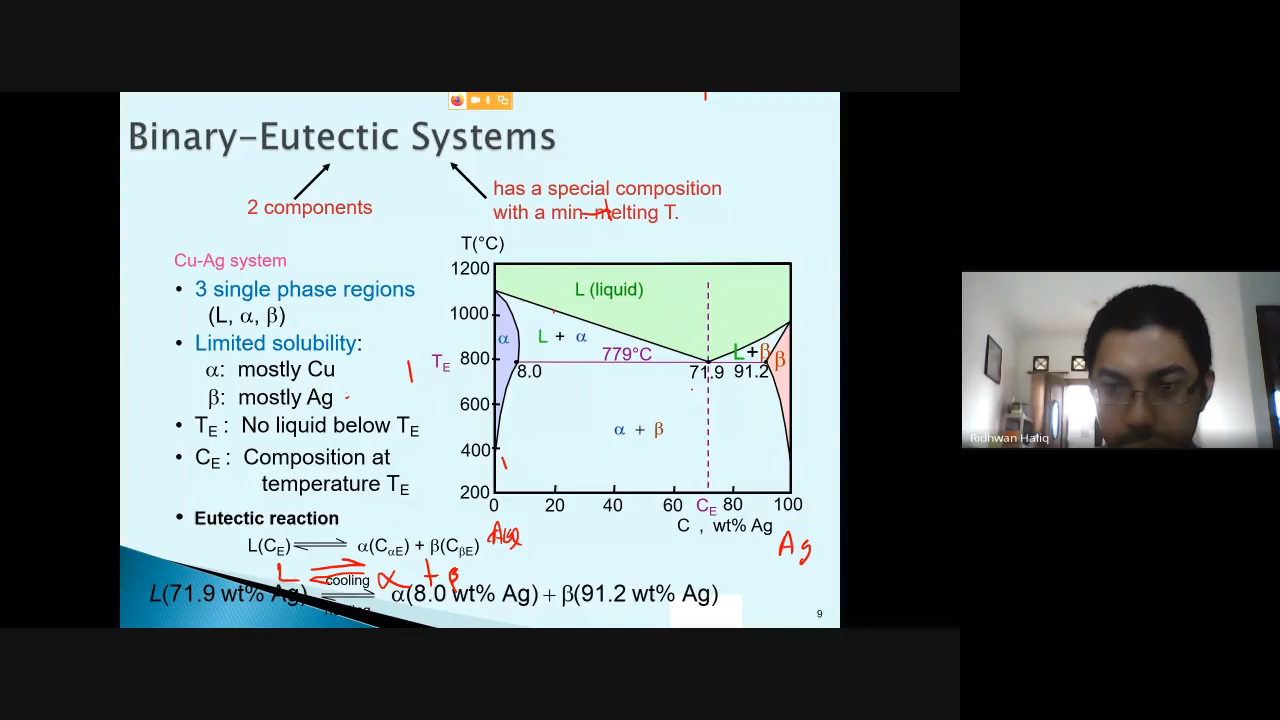 Binary-Eutectic Systems
2 components
has a special composition
with a min. melting T.
Cu-Ag system
• 3 single phase regions
(L, α, β)
• Limited solubility:
α: mostly Cu
β: mostly Ag
• TE : No liquid below TE
• CE : Composition at
temperature TE
• Eutectic reaction
L(CE) ⇌ α(CαE) + β(CβE)
L ⇌ α + β
cooling
L(71.9 wt% Ag) ⇌ α(8.0 wt% Ag) + β(91.2 wt% Ag)
T(°C)
1200
1000
800
600
400
200
TE
L (liquid)
α
L + α
779°C
L+β
β
8.0
71.9
91.2
α + β
0
20
40
60
CE
80
100
C , wt% Ag
Ag
9
Ridhwan Haliq